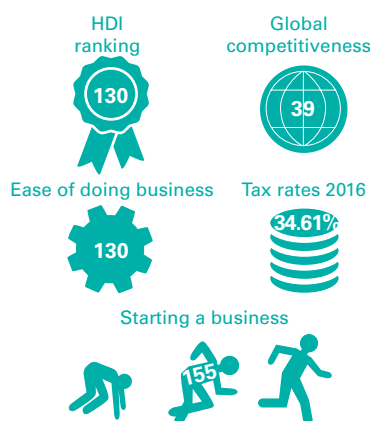 HDI
ranking
130
Global
competitiveness
39
Ease of doing business
130
Tax rates 2016
34.61%
Starting a business
155